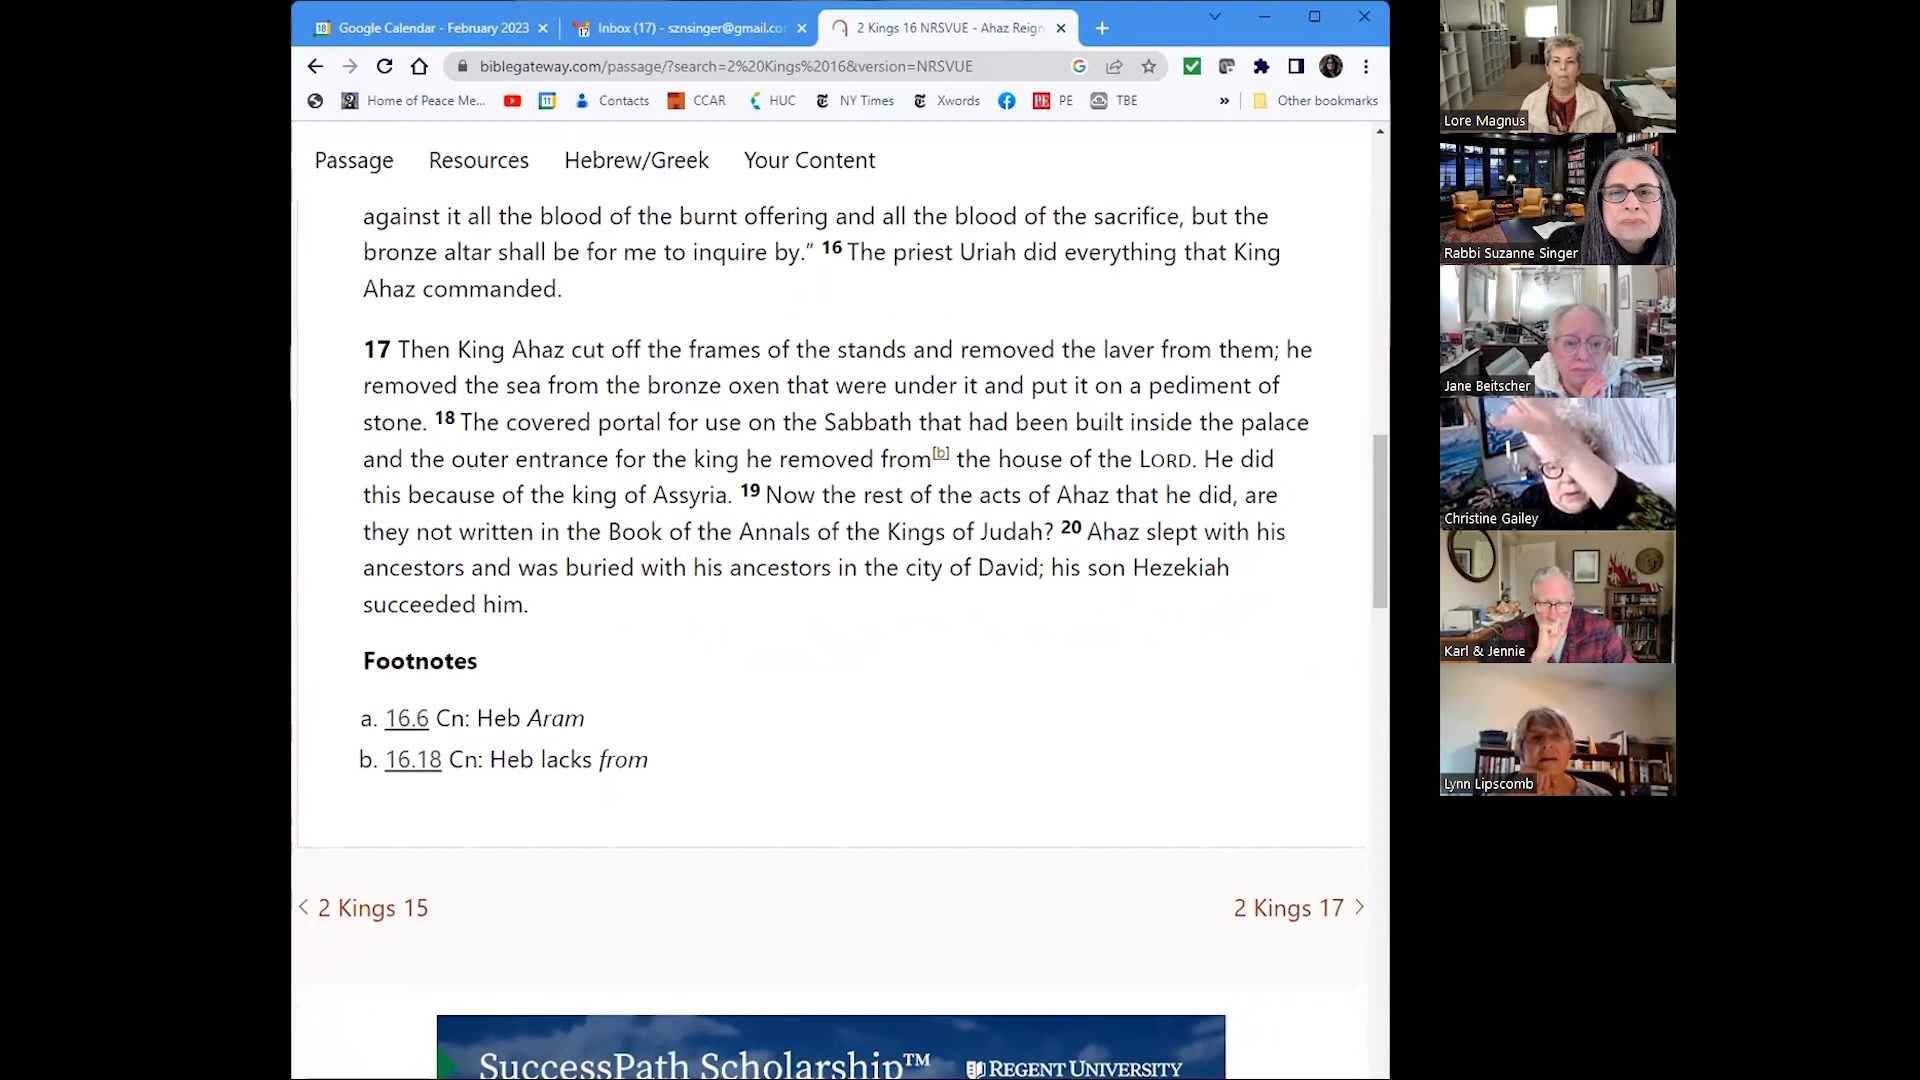 Google Calendar - February 2023
Inbox (17) - sznsinger@gmail.co
2 Kings 16 NRSVUE - Ahaz Reign
biblegateway.com/passage/?search=2%20Kings%2016&version=NRSVUE
Home of Peace Me...
Contacts
CCAR
HUC
NY Times
Xwords
PE
TBE
Other bookmarks
Passage
Resources
Hebrew/Greek
Your Content
against it all the blood of the burnt offering and all the blood of the sacrifice, but the
bronze altar shall be for me to inquire by.” 16 The priest Uriah did everything that King
Ahaz commanded.
17 Then King Ahaz cut off the frames of the stands and removed the laver from them; he
removed the sea from the bronze oxen that were under it and put it on a pediment of
stone. 18 The covered portal for use on the Sabbath that had been built inside the palace
and the outer entrance for the king he removed from[b] the house of the LORD. He did
this because of the king of Assyria. 19 Now the rest of the acts of Ahaz that he did, are
they not written in the Book of the Annals of the Kings of Judah? 20 Ahaz slept with his
ancestors and was buried with his ancestors in the city of David; his son Hezekiah
succeeded him.
Footnotes
a. 16.6 Cn: Heb Aram
b. 16.18 Cn: Heb lacks from
< 2 Kings 15
2 Kings 17 >
SuccessPath Scholarship™
REGENT UNIVERSITY
Lore Magnus
Rabbi Suzanne Singer
Jane Beitscher
Christine Gailey
Karl & Jennie
Lynn Lipscomb